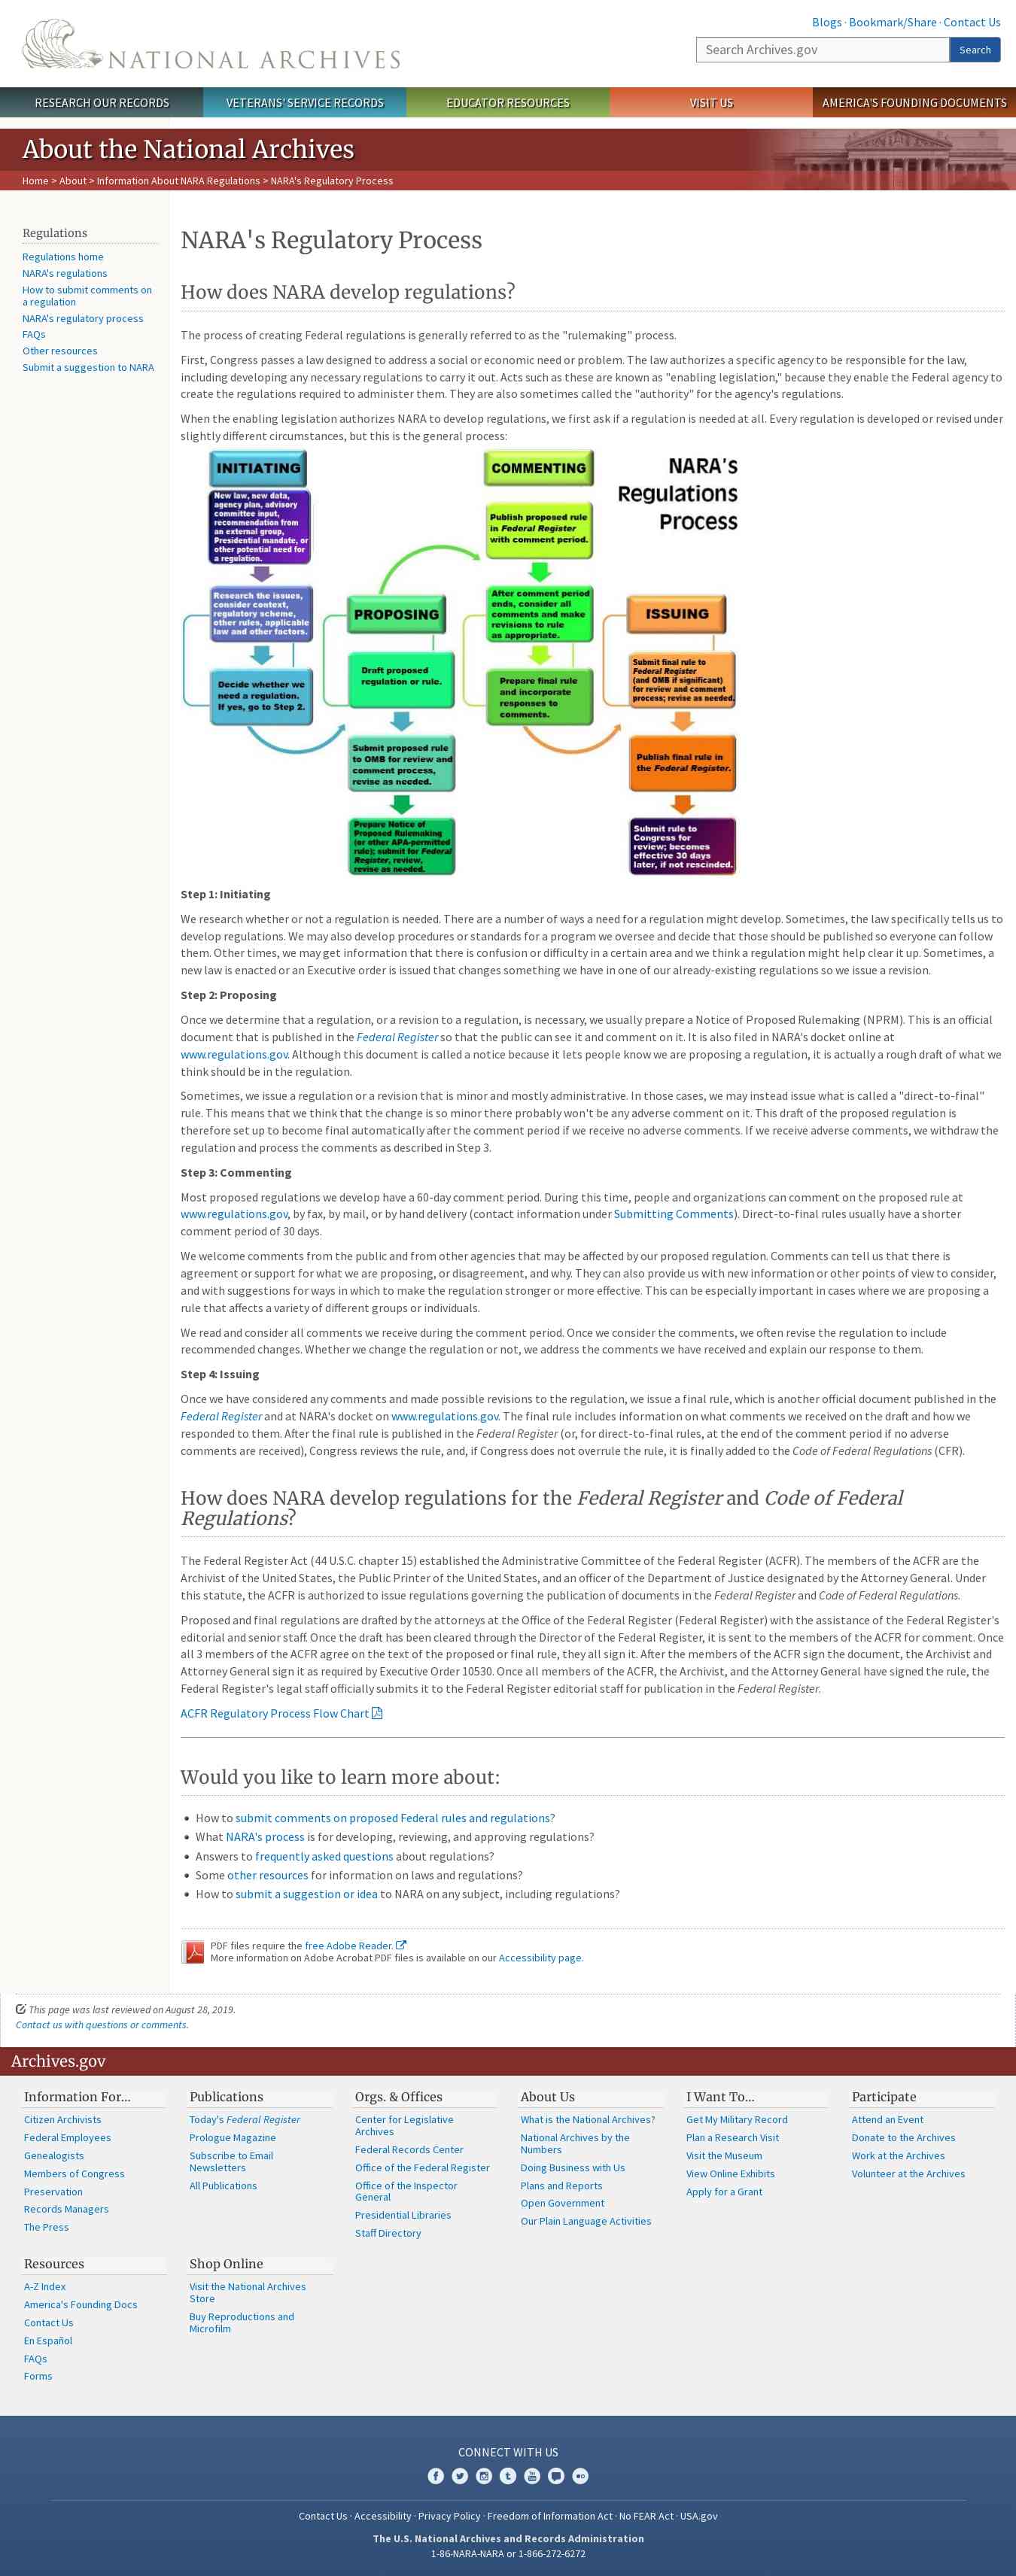 Blogs · Bookmark/Share · Contact Us
NATIONAL ARCHIVES
Search Archives.gov
Search
RESEARCH OUR RECORDS
VETERANS' SERVICE RECORDS
EDUCATOR RESOURCES
VISIT US
AMERICA'S FOUNDING DOCUMENTS
About the National Archives
Home > About > Information About NARA Regulations > NARA's Regulatory Process
Regulations
Regulations home
NARA's regulations
How to submit comments on
a regulation
NARA's regulatory process
FAQs
Other resources
Submit a suggestion to NARA
NARA's Regulatory Process
How does NARA develop regulations?
The process of creating Federal regulations is generally referred to as the "rulemaking" process.
First, Congress passes a law designed to address a social or economic need or problem. The law authorizes a specific agency to be responsible for the law,
including developing any necessary regulations to carry it out. Acts such as these are known as "enabling legislation," because they enable the Federal agency to
create the regulations required to administer them. They are also sometimes called the "authority" for the agency's regulations.
When the enabling legislation authorizes NARA to develop regulations, we first ask if a regulation is needed at all. Every regulation is developed or revised under
slightly different circumstances, but this is the general process:
NARA's
Regulations
Process
INITIATING
New law, new data,
agency plan, advisory
committee input,
recommendation from
an external group,
Presidential mandate, or
other potential need for
a regulation.
Research the issues,
consider context,
regulatory scheme,
other rules, applicable
law and other factors.
Decide whether we
need a regulation.
If yes, go to Step 2.
PROPOSING
Draft proposed
regulation or rule.
Submit proposed rule
to OMB for review and
comment process,
revise as needed.
Prepare Notice of
Proposed Rulemaking
(or other APA-permitted
rule); submit for Federal
Register, review,
revise as needed.
COMMENTING
Publish proposed rule
in Federal Register
with comment period.
After comment period
ends, consider all
comments and make
revisions to rule
as appropriate.
Prepare final rule
and incorporate
responses to
comments.
ISSUING
Submit final rule to
Federal Register
(and OMB if significant)
for review and comment
process; revise as needed.
Publish final rule in
the Federal Register.
Submit rule to
Congress for
review; becomes
effective 30 days
later, if not rescinded.
Step 1: Initiating
We research whether or not a regulation is needed. There are a number of ways a need for a regulation might develop. Sometimes, the law specifically tells us to
develop regulations. We may also develop procedures or standards for a program we oversee and decide that those should be published so everyone can follow
them. Other times, we may get information that there is confusion or difficulty in a certain area and we think a regulation might help clear it up. Sometimes, a
new law is enacted or an Executive order is issued that changes something we have in one of our already-existing regulations so we issue a revision.
Step 2: Proposing
Once we determine that a regulation, or a revision to a regulation, is necessary, we usually prepare a Notice of Proposed Rulemaking (NPRM). This is an official
document that is published in the Federal Register so that the public can see it and comment on it. It is also filed in NARA's docket online at
www.regulations.gov. Although this document is called a notice because it lets people know we are proposing a regulation, it is actually a rough draft of what we
think should be in the regulation.
Sometimes, we issue a regulation or a revision that is minor and mostly administrative. In those cases, we may instead issue what is called a "direct-to-final"
rule. This means that we think that the change is so minor there probably won't be any adverse comment on it. This draft of the proposed regulation is
therefore set up to become final automatically after the comment period if we receive no adverse comments. If we receive adverse comments, we withdraw the
regulation and process the comments as described in Step 3.
Step 3: Commenting
Most proposed regulations we develop have a 60-day comment period. During this time, people and organizations can comment on the proposed rule at
www.regulations.gov, by fax, by mail, or by hand delivery (contact information under Submitting Comments). Direct-to-final rules usually have a shorter
comment period of 30 days.
We welcome comments from the public and from other agencies that may be affected by our proposed regulation. Comments can tell us that there is
agreement or support for what we are proposing, or disagreement, and why. They can also provide us with new information or other points of view to consider,
and with suggestions for ways in which to make the regulation stronger or more effective. This can be especially important in cases where we are proposing a
rule that affects a variety of different groups or individuals.
We read and consider all comments we receive during the comment period. Once we consider the comments, we often revise the regulation to include
recommended changes. Whether we change the regulation or not, we address the comments we have received and explain our response to them.
Step 4: Issuing
Once we have considered any comments and made possible revisions to the regulation, we issue a final rule, which is another official document published in the
Federal Register and at NARA's docket on www.regulations.gov. The final rule includes information on what comments we received on the draft and how we
responded to them. After the final rule is published in the Federal Register (or, for direct-to-final rules, at the end of the comment period if no adverse
comments are received), Congress reviews the rule, and, if Congress does not overrule the rule, it is finally added to the Code of Federal Regulations (CFR).
How does NARA develop regulations for the Federal Register and Code of Federal
Regulations?
The Federal Register Act (44 U.S.C. chapter 15) established the Administrative Committee of the Federal Register (ACFR). The members of the ACFR are the
Archivist of the United States, the Public Printer of the United States, and an officer of the Department of Justice designated by the Attorney General. Under
this statute, the ACFR is authorized to issue regulations governing the publication of documents in the Federal Register and Code of Federal Regulations.
Proposed and final regulations are drafted by the attorneys at the Office of the Federal Register (Federal Register) with the assistance of the Federal Register's
editorial and senior staff. Once the draft has been cleared through the Director of the Federal Register, it is sent to the members of the ACFR for comment. Once
all 3 members of the ACFR agree on the text of the proposed or final rule, they all sign it. After the members of the ACFR sign the document, the Archivist and
Attorney General sign it as required by Executive Order 10530. Once all members of the ACFR, the Archivist, and the Attorney General have signed the rule, the
Federal Register's legal staff officially submits it to the Federal Register editorial staff for publication in the Federal Register.
ACFR Regulatory Process Flow Chart
Would you like to learn more about:
• How to submit comments on proposed Federal rules and regulations?
• What NARA's process is for developing, reviewing, and approving regulations?
• Answers to frequently asked questions about regulations?
• Some other resources for information on laws and regulations?
• How to submit a suggestion or idea to NARA on any subject, including regulations?
PDF files require the free Adobe Reader.
More information on Adobe Acrobat PDF files is available on our Accessibility page.
This page was last reviewed on August 28, 2019.
Contact us with questions or comments.
Archives.gov
Information For…
Citizen Archivists
Federal Employees
Genealogists
Members of Congress
Preservation
Records Managers
The Press
Publications
Today's Federal Register
Prologue Magazine
Subscribe to Email
Newsletters
All Publications
Orgs. & Offices
Center for Legislative
Archives
Federal Records Center
Office of the Federal Register
Office of the Inspector
General
Presidential Libraries
Staff Directory
About Us
What is the National Archives?
National Archives by the
Numbers
Doing Business with Us
Plans and Reports
Open Government
Our Plain Language Activities
I Want To…
Get My Military Record
Plan a Research Visit
Visit the Museum
View Online Exhibits
Apply for a Grant
Participate
Attend an Event
Donate to the Archives
Work at the Archives
Volunteer at the Archives
Resources
A-Z Index
America's Founding Docs
Contact Us
En Español
FAQs
Forms
Shop Online
Visit the National Archives
Store
Buy Reproductions and
Microfilm
CONNECT WITH US
Contact Us · Accessibility · Privacy Policy · Freedom of Information Act · No FEAR Act · USA.gov
The U.S. National Archives and Records Administration
1-86-NARA-NARA or 1-866-272-6272